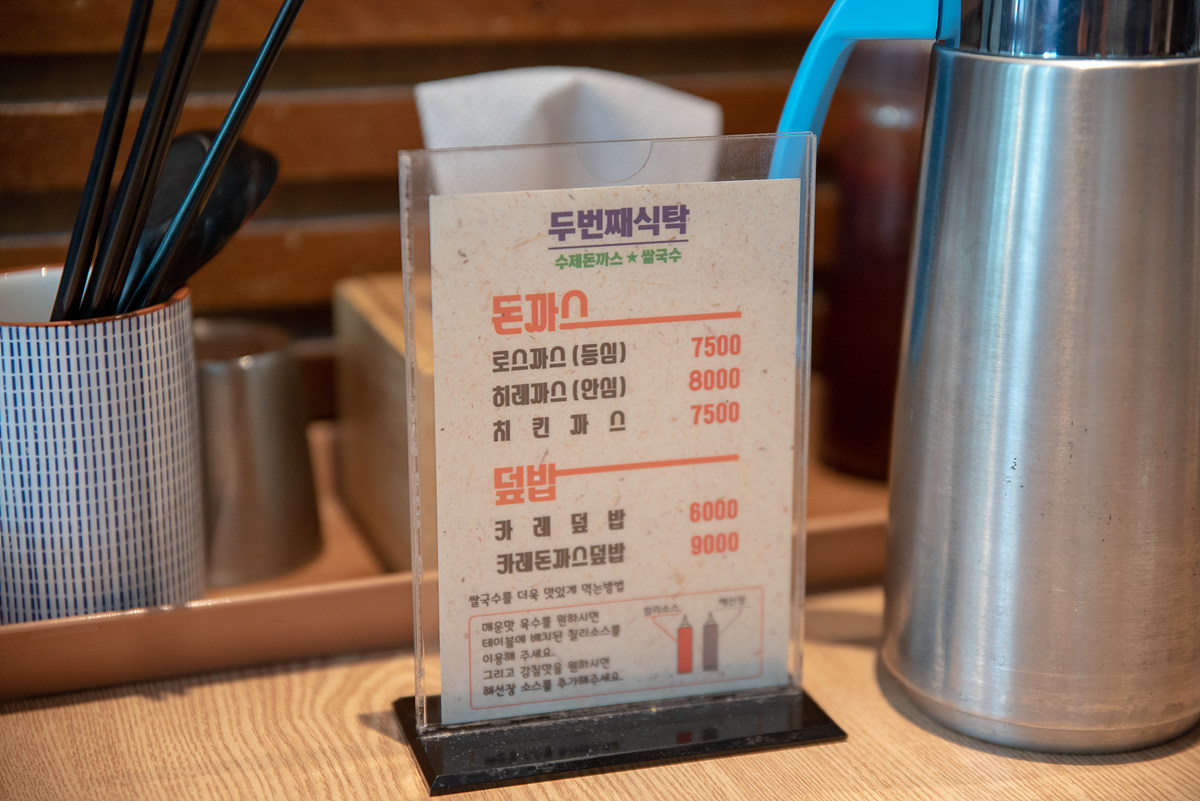 두번째식탁
수제돈까스★쌀국수
돈까스
로스까스 (등심) 7500
히레까스 (안심) 8000
치킨까스 7500
덮밥
카레덮밥 6000
카레돈까스덮밥 9000
쌀국수를 더욱 맛있게 먹는방법
매운맛 육수를 원하시면
테이블에 배치된 칠리소스를
이용해 주세요.
그리고 감칠맛을 원하시면
해선장 소스를 추가해주세요.
칠리소스 해선장